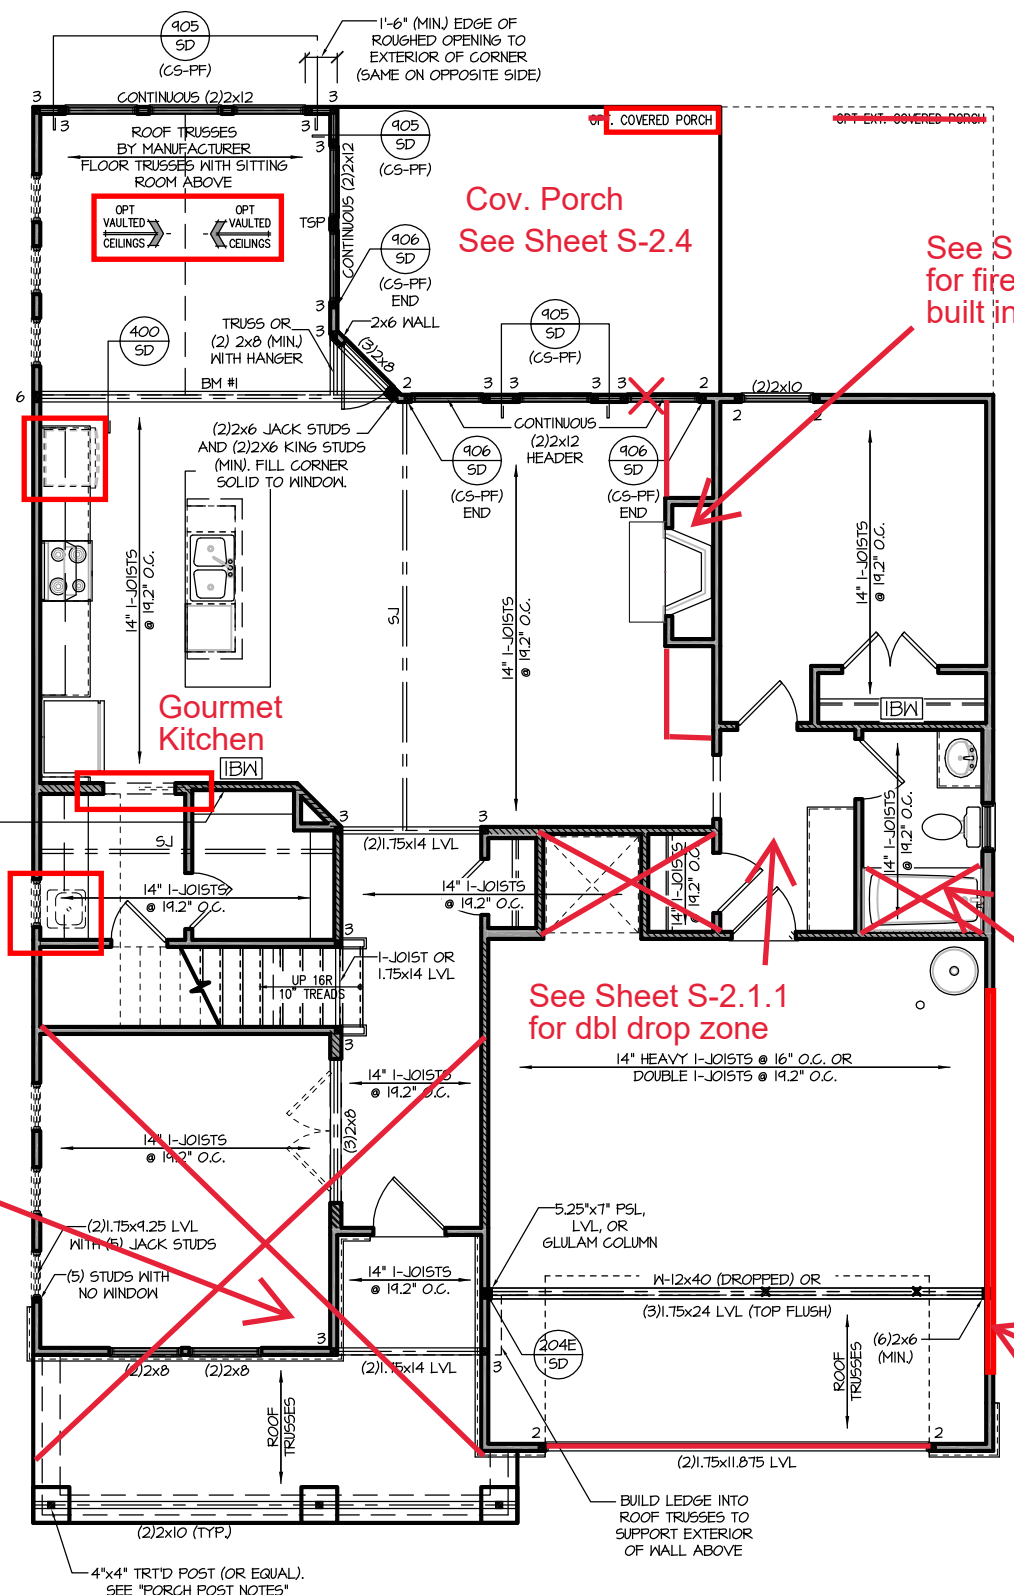 905
SD
(CS-PF)
1'-6" (MIN.) EDGE OF
ROUGHED OPENING TO
EXTERIOR OF CORNER
(SAME ON OPPOSITE SIDE)
3
CONTINUOUS (2)2x12
3
3
3
ROOF TRUSSES
BY MANUFACTURER
FLOOR TRUSSES WITH SITTING
ROOM ABOVE
3
905
SD
(CS-PF)
OPT. COVERED PORCH
OPT EXT. COVERED PORCH
CONTINUOUS (2)2x12
OPT
VAULTED
CEILINGS
OPT
VAULTED
CEILINGS
TSP
Cov. Porch
See Sheet S-2.4
906
SD
(CS-PF)
END
See S
for fire
built in
3
3
400
SD
TRUSS OR
(2) 2x8 (MIN.)
WITH HANGER
2x6 WALL
(3)2x8
905
SD
(CS-PF)
6
BM #1
2
3
3
3
3
2
(2)2x10
2
2
(2)2x6 JACK STUDS
AND (2)2x6 KING STUDS
(MIN). FILL CORNER
SOLID TO WINDOW.
CONTINUOUS
(2)2x12
HEADER
906
SD
(CS-PF)
END
906
SD
(CS-PF)
END
14" I-JOISTS
@ 19.2" O.C.
SJ
14" I-JOISTS
@ 19.2" O.C.
14" I-JOISTS
@ 19.2" O.C.
Gourmet
Kitchen
IBW
IBW
SJ
3
(2)1.75x14 LVL
3
14" I-JOISTS
@ 19.2" O.C.
14" I-JOISTS
@ 19.2" O.C.
14" I-JOISTS
@ 19.2" O.C.
14" I-JOISTS
@ 19.2" O.C.
3
UP 16R
10" TREADS
I-JOIST OR
1.75x14 LVL
See Sheet S-2.1.1
for dbl drop zone
3
14" HEAVY I-JOISTS @ 16" O.C. OR
DOUBLE I-JOISTS @ 19.2" O.C.
14" I-JOISTS
@ 19.2" O.C.
(3)2x8
14" I-JOISTS
@ 19.2" O.C.
(2)1.75x9.25 LVL
WITH (5) JACK STUDS
(5) STUDS WITH
NO WINDOW
5.25"x7" PSL,
LVL, OR
GLULAM COLUMN
14" I-JOISTS
@ 19.2" O.C.
W-12x40 (DROPPED) OR
(3)1.75x24 LVL (TOP FLUSH)
3
(2)2x8
(2)2x8
(2)1.75x14 LVL
3
204E
SD
ROOF
TRUSSES
(6)2x6
(MIN.)
ROOF
TRUSSES
2
2
(2)1.75x11.875 LVL
(2)2x10 (TYP.)
BUILD LEDGE INTO
ROOF TRUSSES TO
SUPPORT EXTERIOR
OF WALL ABOVE
4"x4" TRT'D POST (OR EQUAL).
SEE "PORCH POST NOTES"